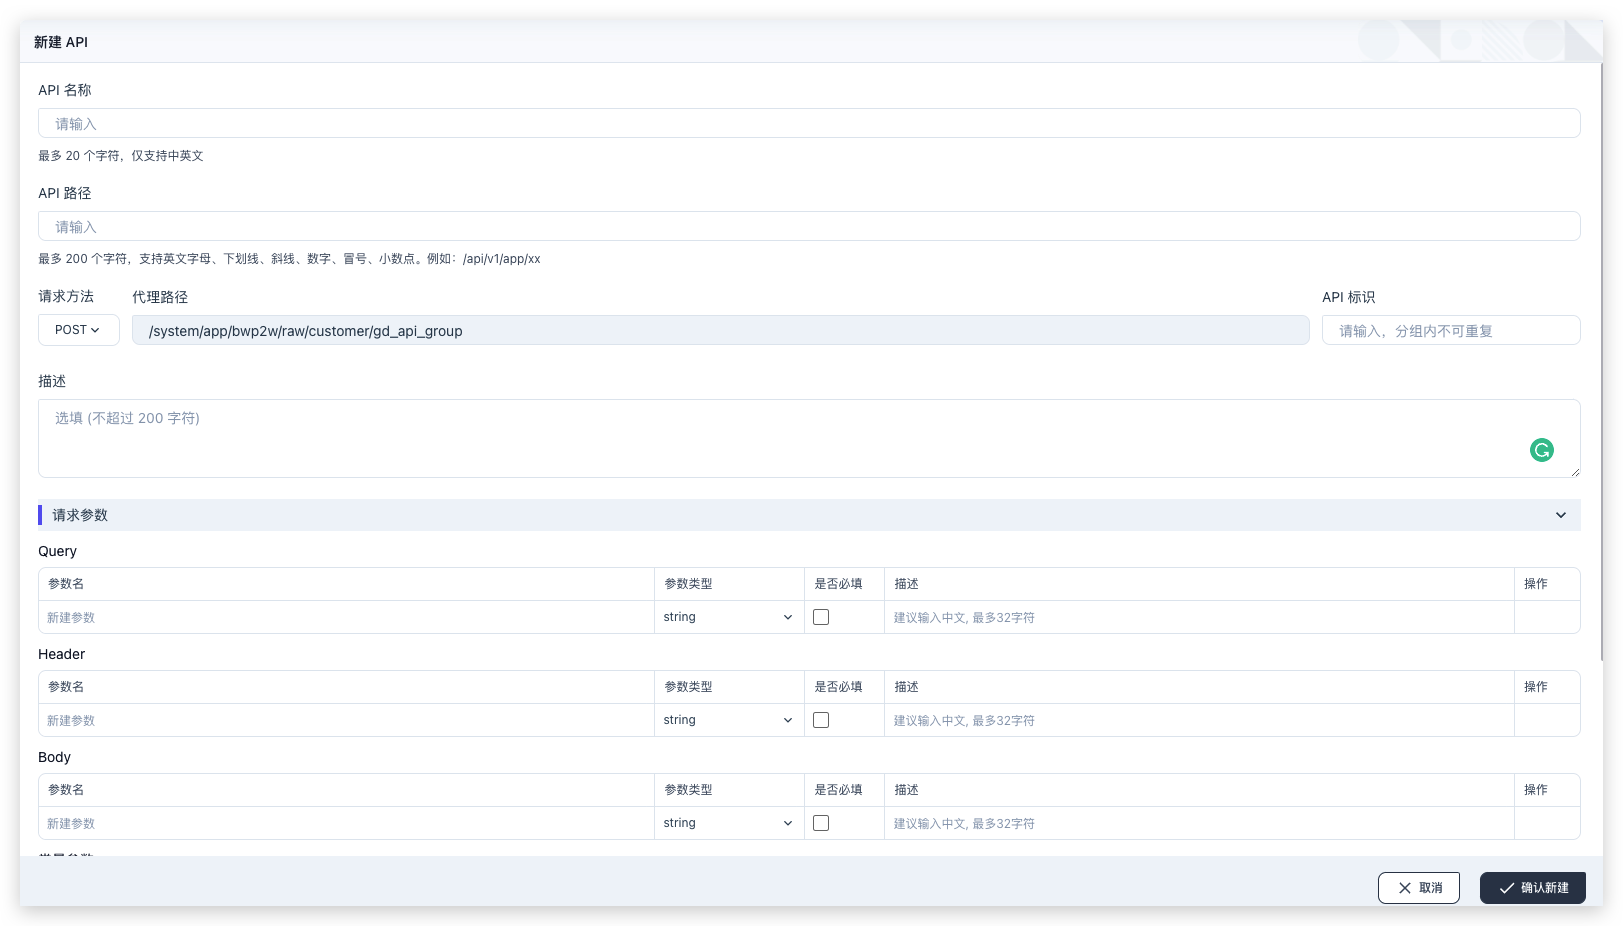 新建 API
API 名称
请输入
最多 20 个字符，仅支持中英文
API 路径
请输入
最多 200 个字符，支持英文字母、下划线、斜线、数字、冒号、小数点。例如：/api/v1/app/xx
请求方法 代理路径 API 标识
POST /system/app/bwp2w/raw/customer/gd_api_group 请输入，分组内不可重复
描述
选填 (不超过 200 字符)
请求参数
Query
参数名 参数类型 是否必填 描述 操作
新建参数 string 建议输入中文, 最多32字符
Header
参数名 参数类型 是否必填 描述 操作
新建参数 string 建议输入中文, 最多32字符
Body
参数名 参数类型 是否必填 描述 操作
新建参数 string 建议输入中文, 最多32字符
取消 确认新建